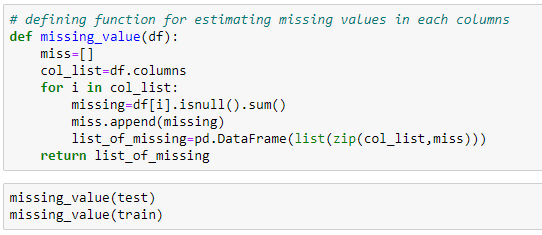 # defining function for estimating missing values in each columns
def missing_value(df):
    miss=[]
    col_list=df.columns
    for i in col_list:
        missing=df[i].isnull().sum()
        miss.append(missing)
        list_of_missing=pd.DataFrame(list(zip(col_list,miss)))
    return list_of_missing
missing_value(test)
missing_value(train)